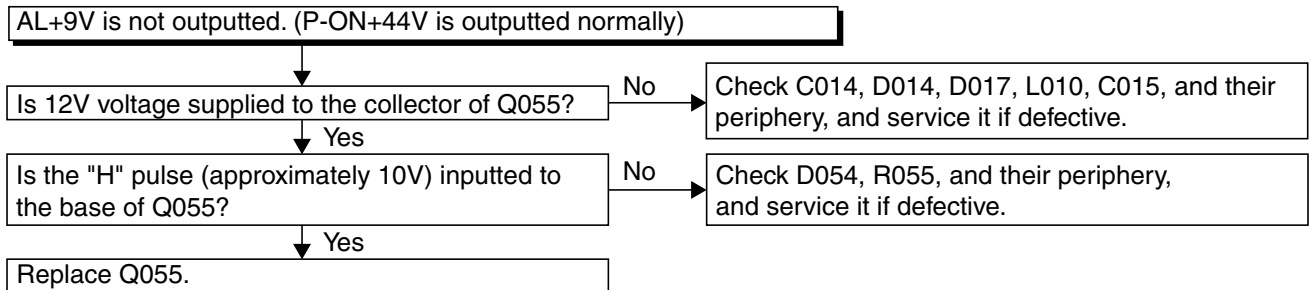 AL+9V is not outputted. (P-ON+44V is outputted normally)
Is 12V voltage supplied to the collector of Q055?
No
Check C014, D014, D017, L010, C015, and their
periphery, and service it if defective.
Yes
Is the "H" pulse (approximately 10V) inputted to
the base of Q055?
No
Check D054, R055, and their periphery,
and service it if defective.
Yes
Replace Q055.